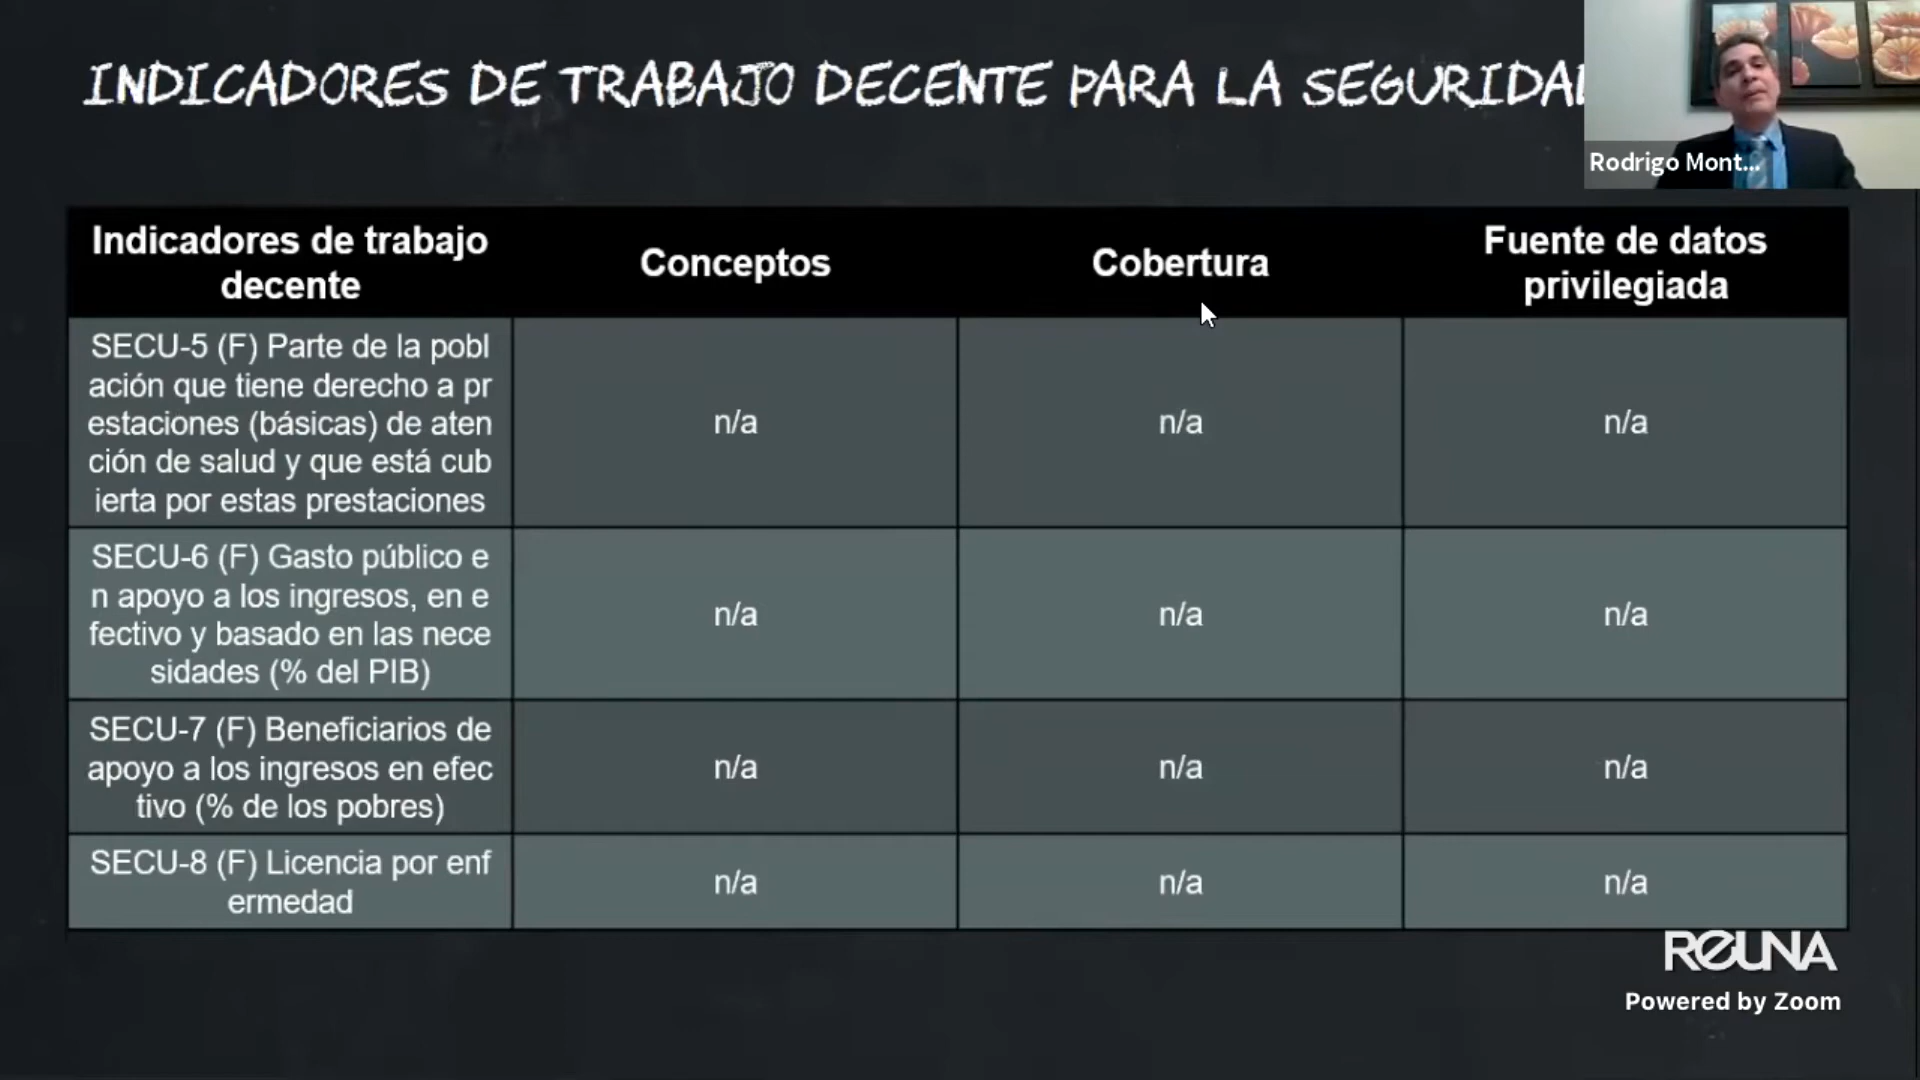 INDICADORES DE TRABAJO DECENTE PARA LA SEGURIDAD
Rodrigo Mont...
Indicadores de trabajo
decente
Conceptos
Cobertura
Fuente de datos
privilegiada
SECU-5 (F) Parte de la pobl
ación que tiene derecho a pr
estaciones (básicas) de aten
ción de salud y que está cub
ierta por estas prestaciones
n/a
n/a
n/a
SECU-6 (F) Gasto público e
n apoyo a los ingresos, en e
fectivo y basado en las nece
sidades (% del PIB)
n/a
n/a
n/a
SECU-7 (F) Beneficiarios de
apoyo a los ingresos en efec
tivo (% de los pobres)
n/a
n/a
n/a
SECU-8 (F) Licencia por enf
ermedad
n/a
n/a
n/a
REUNA
Powered by Zoom